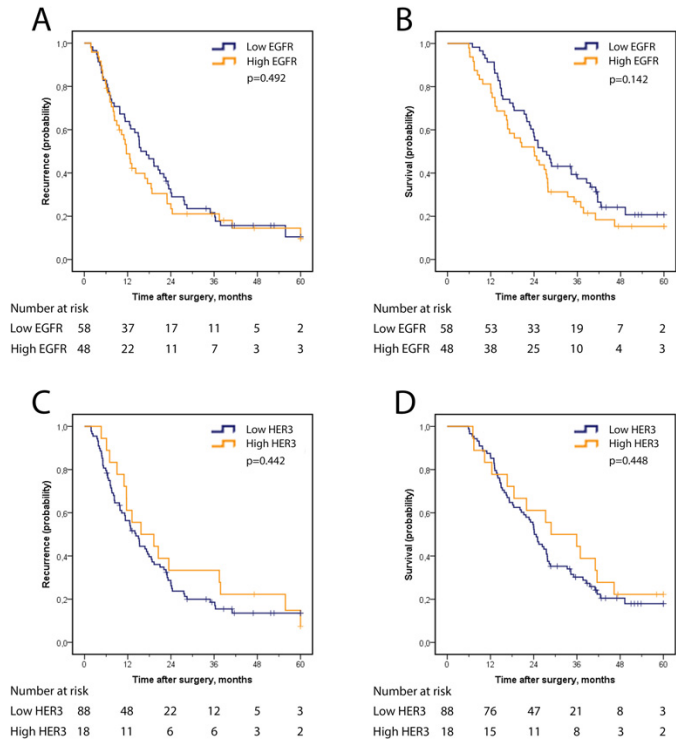 A
Low EGFR
High EGFR
p=0.492
Recurrence (probability)
1,0
0,8
0,6
0,4
0,2
0,0
0 12 24 36 48 60
Time after surgery, months
Number at risk
Low EGFR 58 37 17 11 5 2
High EGFR 48 22 11 7 3 3
B
Low EGFR
High EGFR
p=0.142
Survival (probability)
1,0
0,8
0,6
0,4
0,2
0,0
0 12 24 36 48 60
Time after surgery, months
Number at risk
Low EGFR 58 53 33 19 7 2
High EGFR 48 38 25 10 4 3
C
Low HER3
High HER3
p=0.442
Recurrence (probability)
1,0
0,8
0,6
0,4
0,2
0,0
0 12 24 36 48 60
Time after surgery, months
Number at risk
Low HER3 88 48 22 12 5 3
High HER3 18 11 6 6 3 2
D
Low HER3
High HER3
p=0.448
Survival (probability)
1,0
0,8
0,6
0,4
0,2
0,0
0 12 24 36 48 60
Time after surgery, months
Number at risk
Low HER3 88 76 47 21 8 3
High HER3 18 15 11 8 3 2